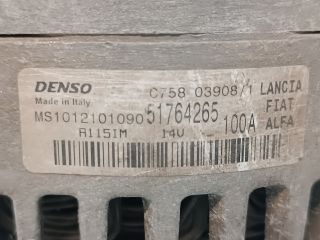 DENSO C758 03908/1 LANCIA
Made in Italy FIAT
MS1012101090 51764265 ALFA
A115IM 14V - 100A